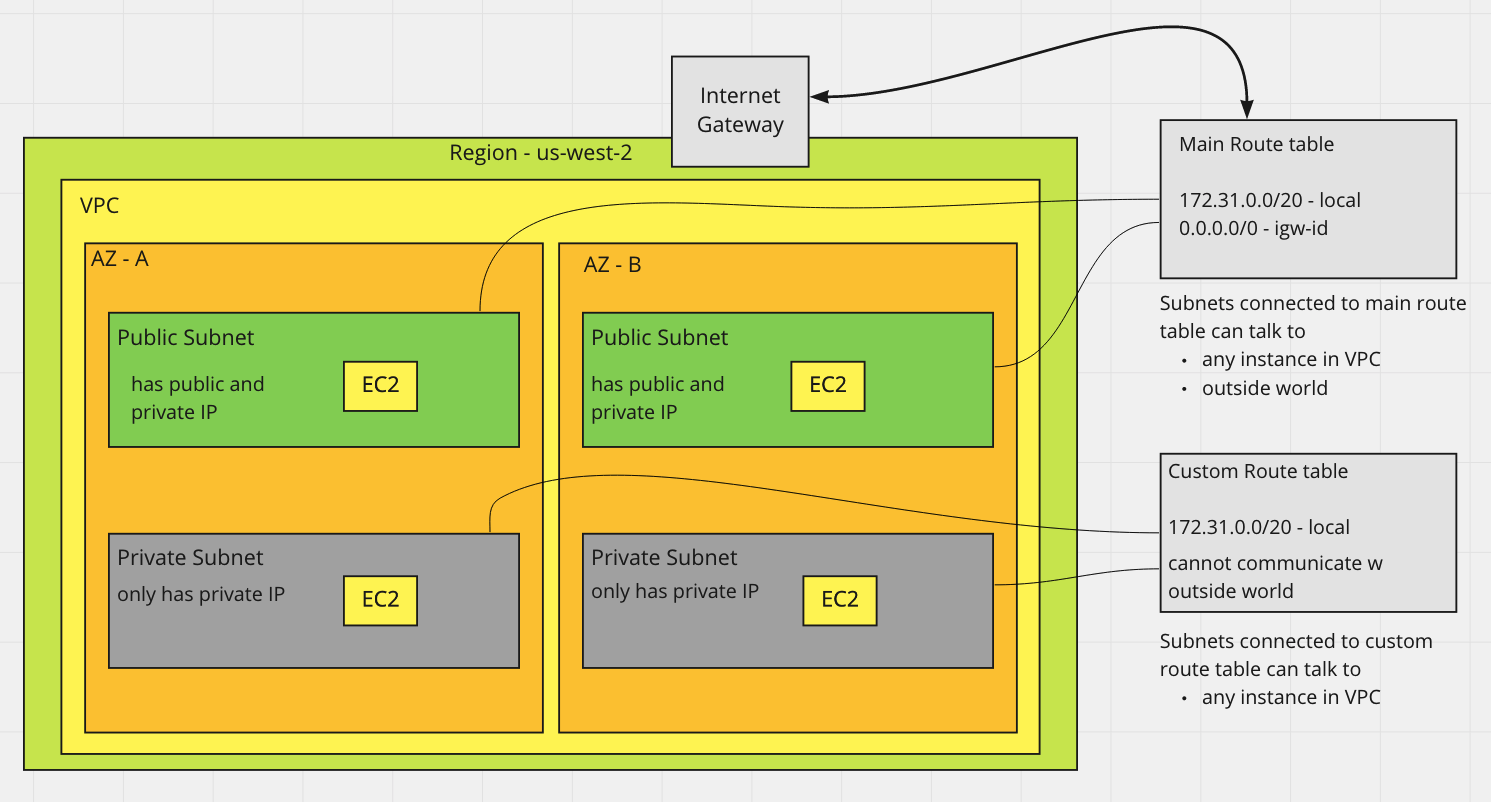 Internet
Gateway
Region - us-west-2
VPC
AZ - A
Public Subnet
has public and
private IP
EC2
Private Subnet
only has private IP
EC2
AZ - B
Public Subnet
has public and
private IP
EC2
Private Subnet
only has private IP
EC2
Main Route table
172.31.0.0/20 - local
0.0.0.0/0 - igw-id
Subnets connected to main route
table can talk to
• any instance in VPC
• outside world
Custom Route table
172.31.0.0/20 - local
cannot communicate w
outside world
Subnets connected to custom
route table can talk to
• any instance in VPC